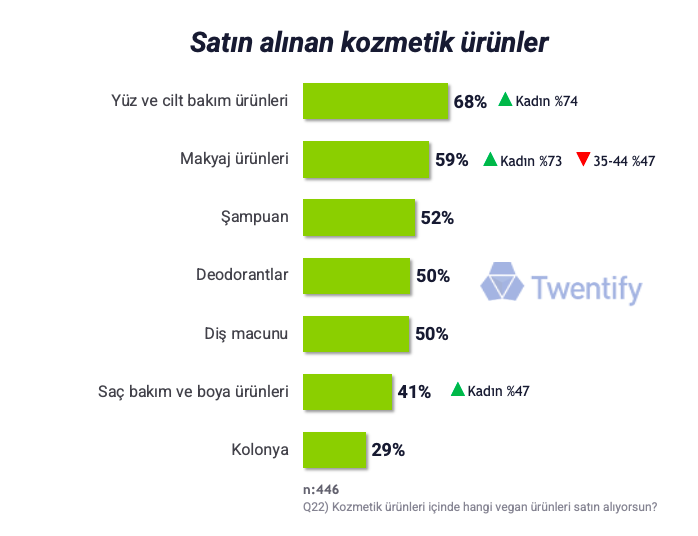 Satın alınan kozmetik ürünler
Yüz ve cilt bakım ürünleri 68% Kadın %74
Makyaj ürünleri 59% Kadın %73 35-44 %47
Şampuan 52%
Deodorantlar 50%
Twentify
Diş macunu 50%
Saç bakım ve boya ürünleri 41% Kadın %47
Kolonya 29%
n:446
Q22) Kozmetik ürünleri içinde hangi vegan ürünleri satın alıyorsun?